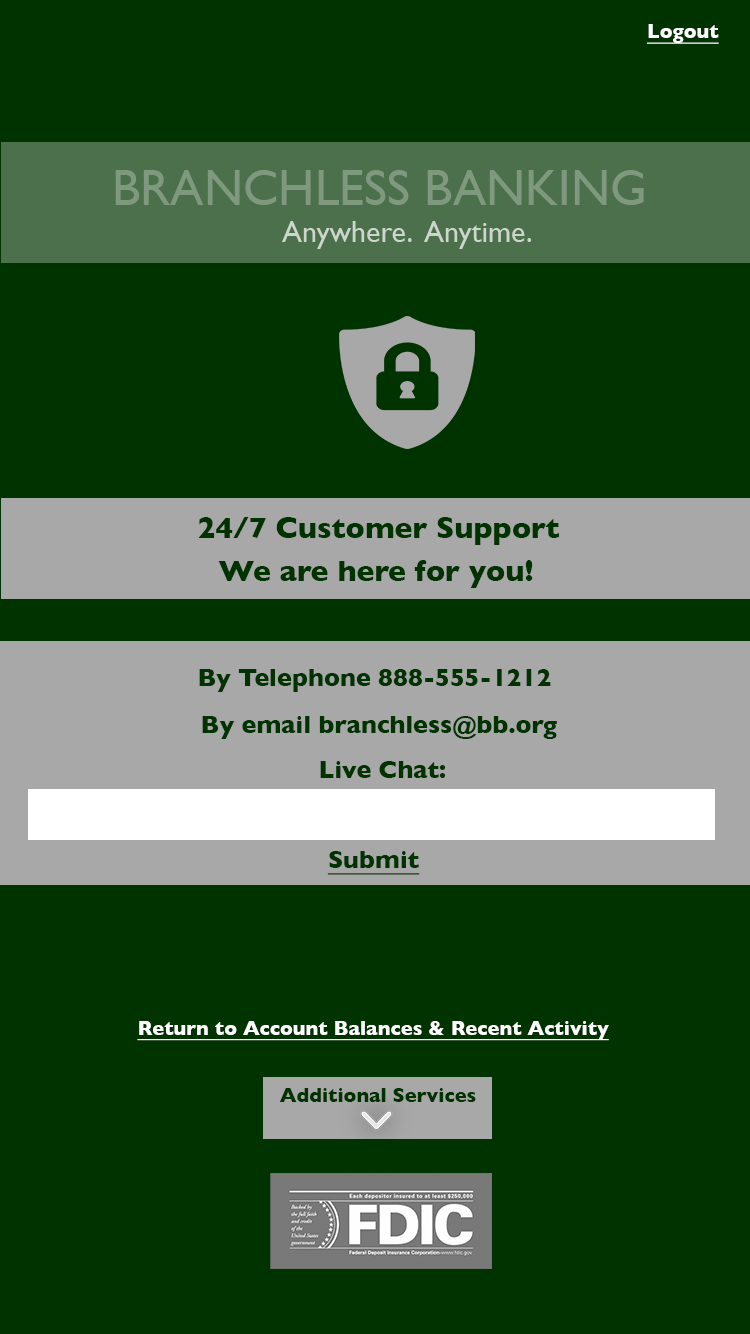 Logout
BRANCHLESS BANKING
Anywhere. Anytime.
24/7 Customer Support
We are here for you!
By Telephone 888-555-1212
By email branchless@bb.org
Live Chat:
Submit
Return to Account Balances & Recent Activity
Additional Services
Each depositor insured to at least $250,000
Backed by
the full faith
and credit
of the
United States
government
FDIC
Federal Deposit Insurance Corporation•www.fdic.gov